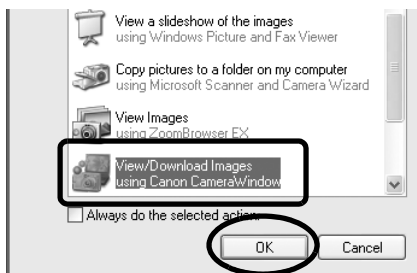 View a slideshow of the images
using Windows Picture and Fax Viewer
Copy pictures to a folder on my computer
using Microsoft Scanner and Camera Wizard
View Images
using ZoomBrowser EX
View/Download Images
using Canon CameraWindow
Always do the selected action.
OK
Cancel